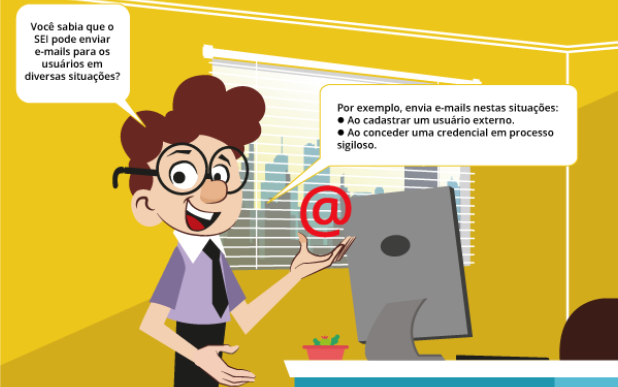 Você sabia que o
SEI pode enviar
e-mails para os
usuários em
diversas situações?
Por exemplo, envia e-mails nestas situações:
● Ao cadastrar um usuário externo.
● Ao conceder uma credencial em processo
sigiloso.
@